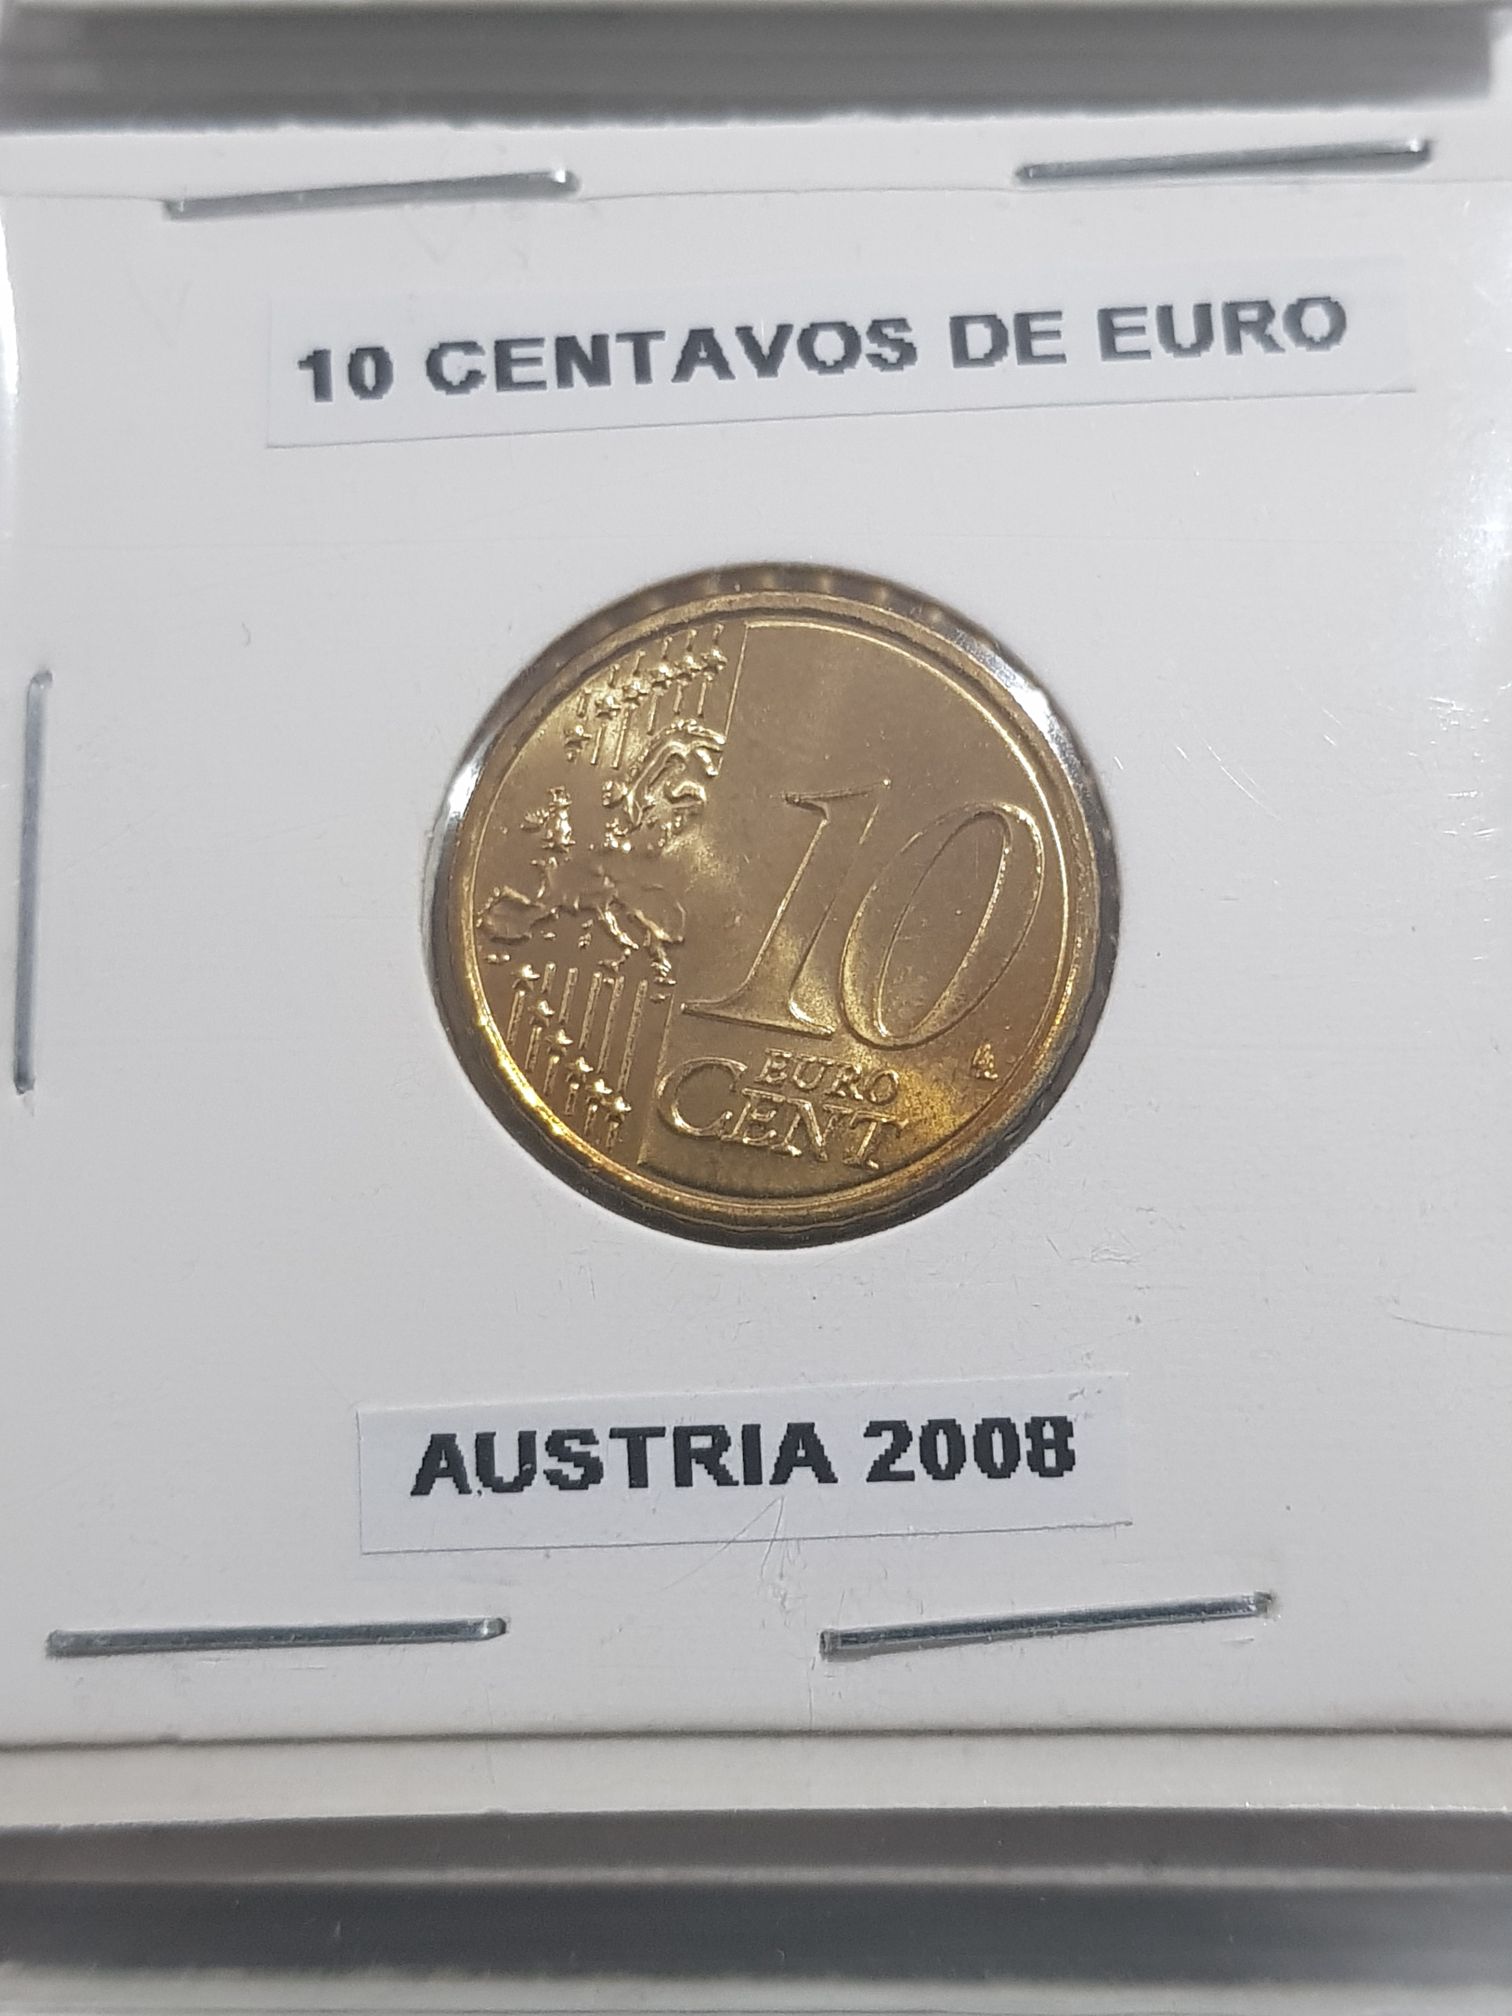 10 CENTAVOS DE EURO
10
EURO
CENT
AUSTRIA 2008